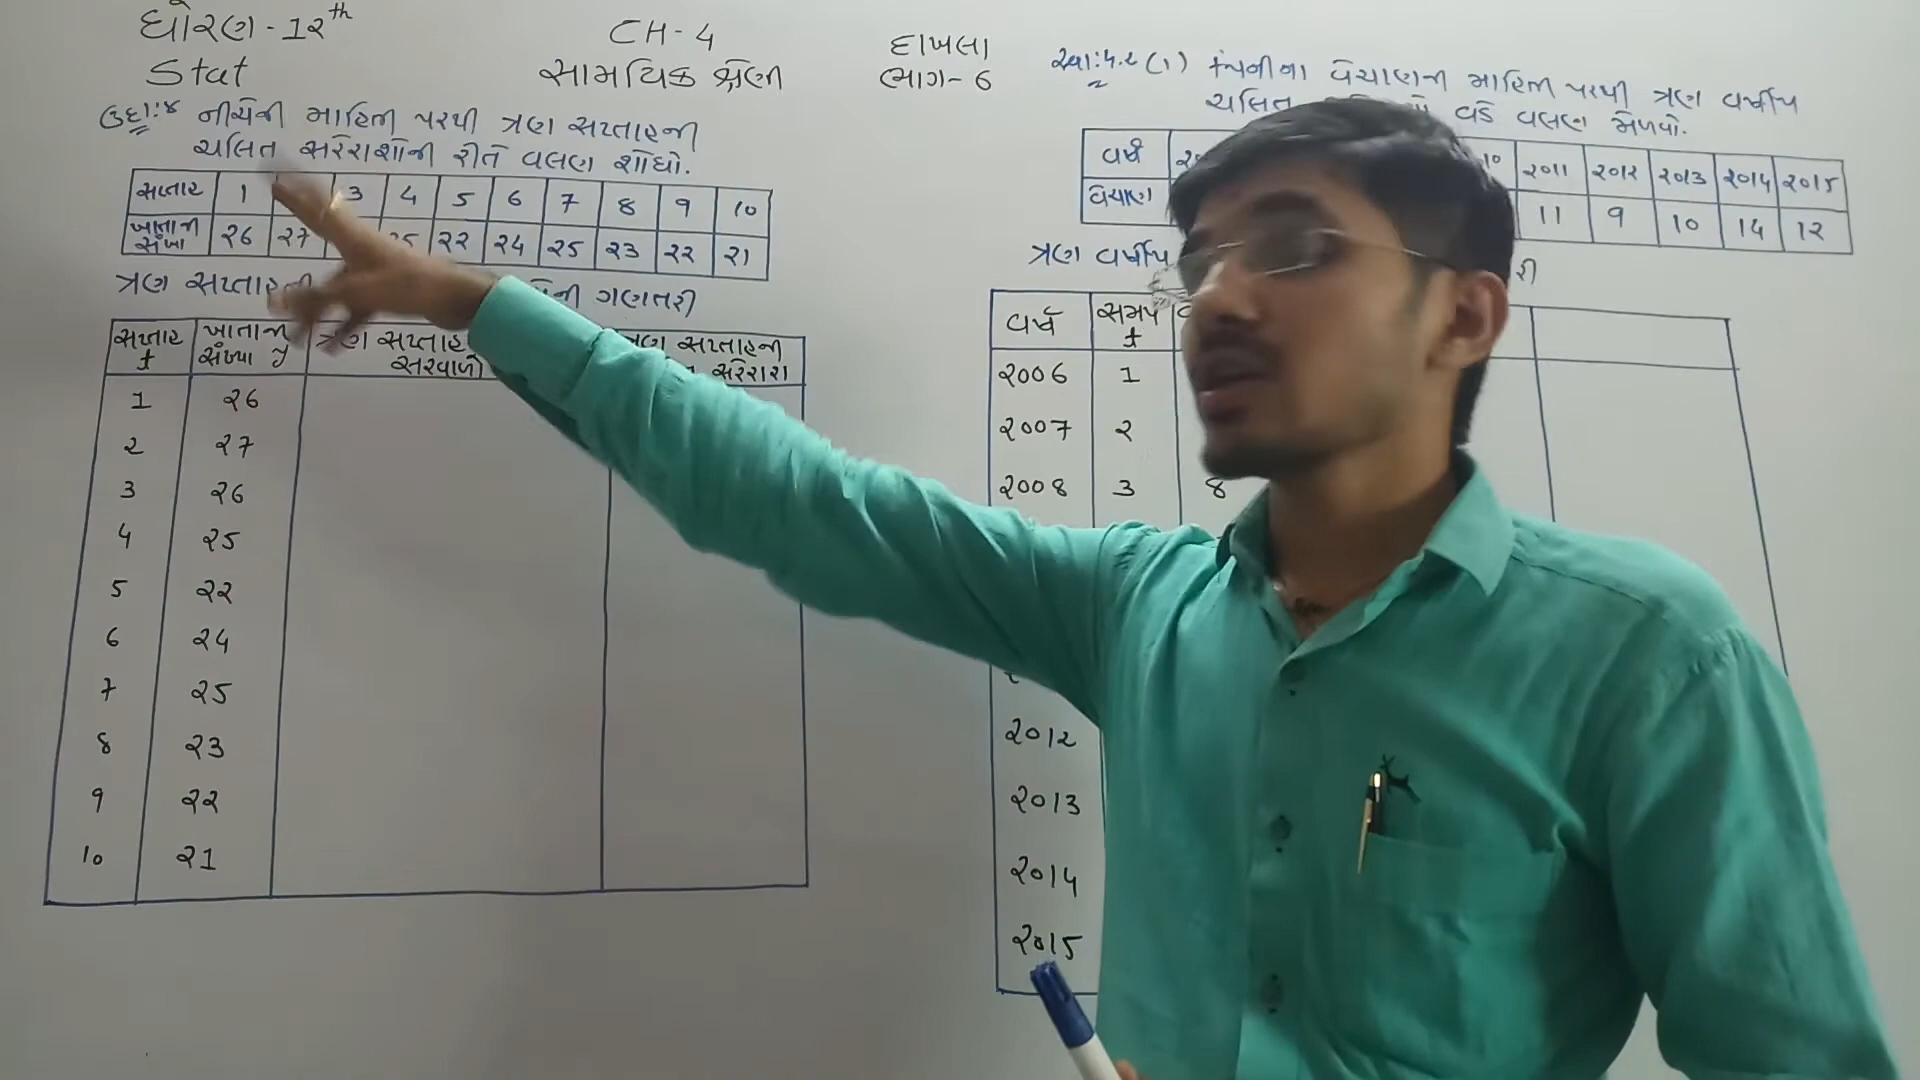 ધોરણ - 12th
Stat
CH - 4
સામયિક શ્રેણી
દાખલા
ભાગ - 6
ઉદા:૪ નીચેની માહિતી પરથી ત્રણ સપ્તાહની
ચલિત સરેરાશોની રીતે વલણ શોધો.
સપ્તાહ 1 3 4 5 6 7 8 9 10
ખાતાની સંખ્યા 26 27 25 22 24 25 23 22 21
ત્રણ સપ્તાહની ગણતરી
સપ્તાહ t ખાતાની સંખ્યા y ત્રણ સપ્તાહ સરવાળો ત્રણ સપ્તાહની સરેરાશ
1 26
2 27
3 26
4 25
5 22
6 24
7 25
8 23
9 22
10 21
(1) કંપનીના વેચાણની માહિતી પરથી ત્રણ વર્ષીય
ચલિત વડે વલણ મેળવો.
વર્ષ 2011 2012 2013 2014 2015
વેચાણ 11 9 10 14 12
ત્રણ વર્ષીય રી
વર્ષ સમય t
2006 1
2007 2
2008 3 8
2012
2013
2014
2015